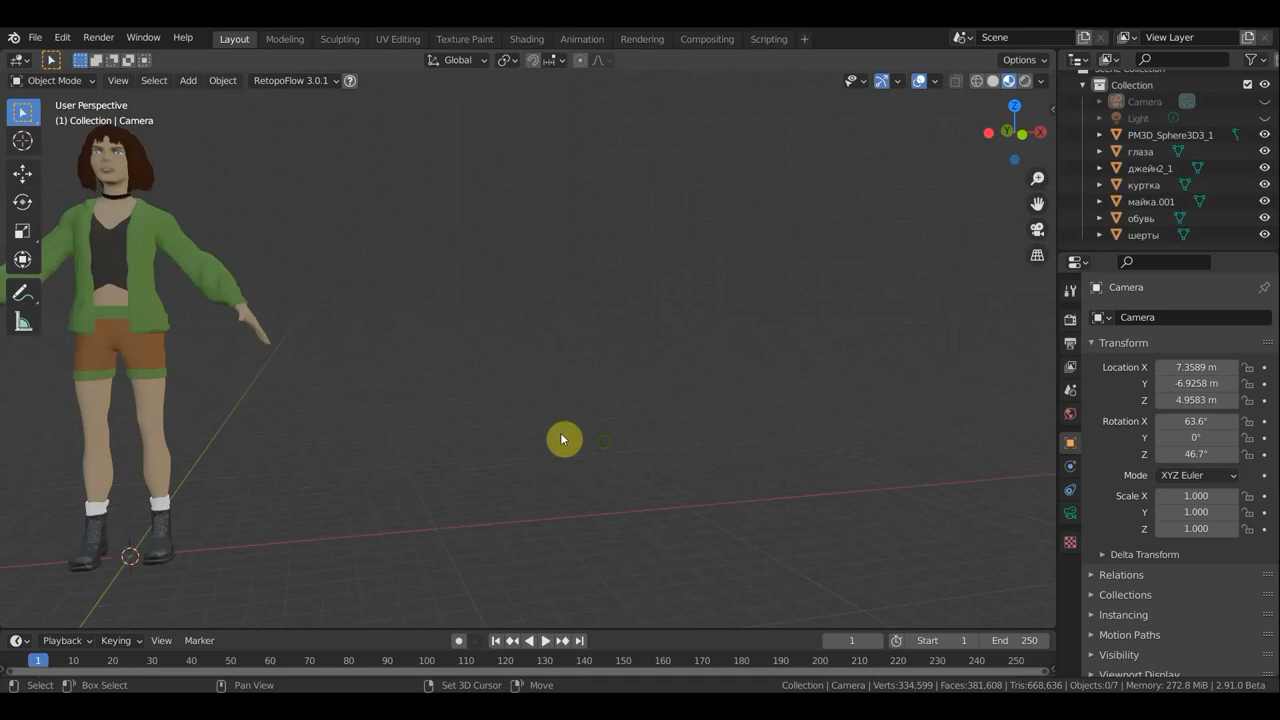 File Edit Render Window Help Layout Modeling Sculpting UV Editing Texture Paint Shading Animation Rendering Compositing Scripting + Scene View Layer
Global Options
Object Mode View Select Add Object RetopoFlow 3.0.1
User Perspective
(1) Collection | Camera
Z
Y
X
Collection
Camera
Light
PM3D_Sphere3D3_1
глаза
джейн2_1
куртка
майка.001
обувь
шерты
Camera
Camera
Transform
Location X 7.3589 m
Y -6.9258 m
Z 4.9583 m
Rotation X 63.6°
Y 0°
Z 46.7°
Mode XYZ Euler
Scale X 1.000
Y 1.000
Z 1.000
Delta Transform
Relations
Collections
Instancing
Motion Paths
Visibility
Playback Keying View Marker 1 Start 1 End 250
1 10 20 30 40 50 60 70 80 90 100 110 120 130 140 150 160 170 180 190 200 210 220 230 240 250
Select Box Select Pan View Set 3D Cursor Move Collection | Camera | Verts:334,599 | Faces:381,608 | Tris:668,636 | Objects:0/7 | Memory: 272.8 MiB | 2.91.0 Beta